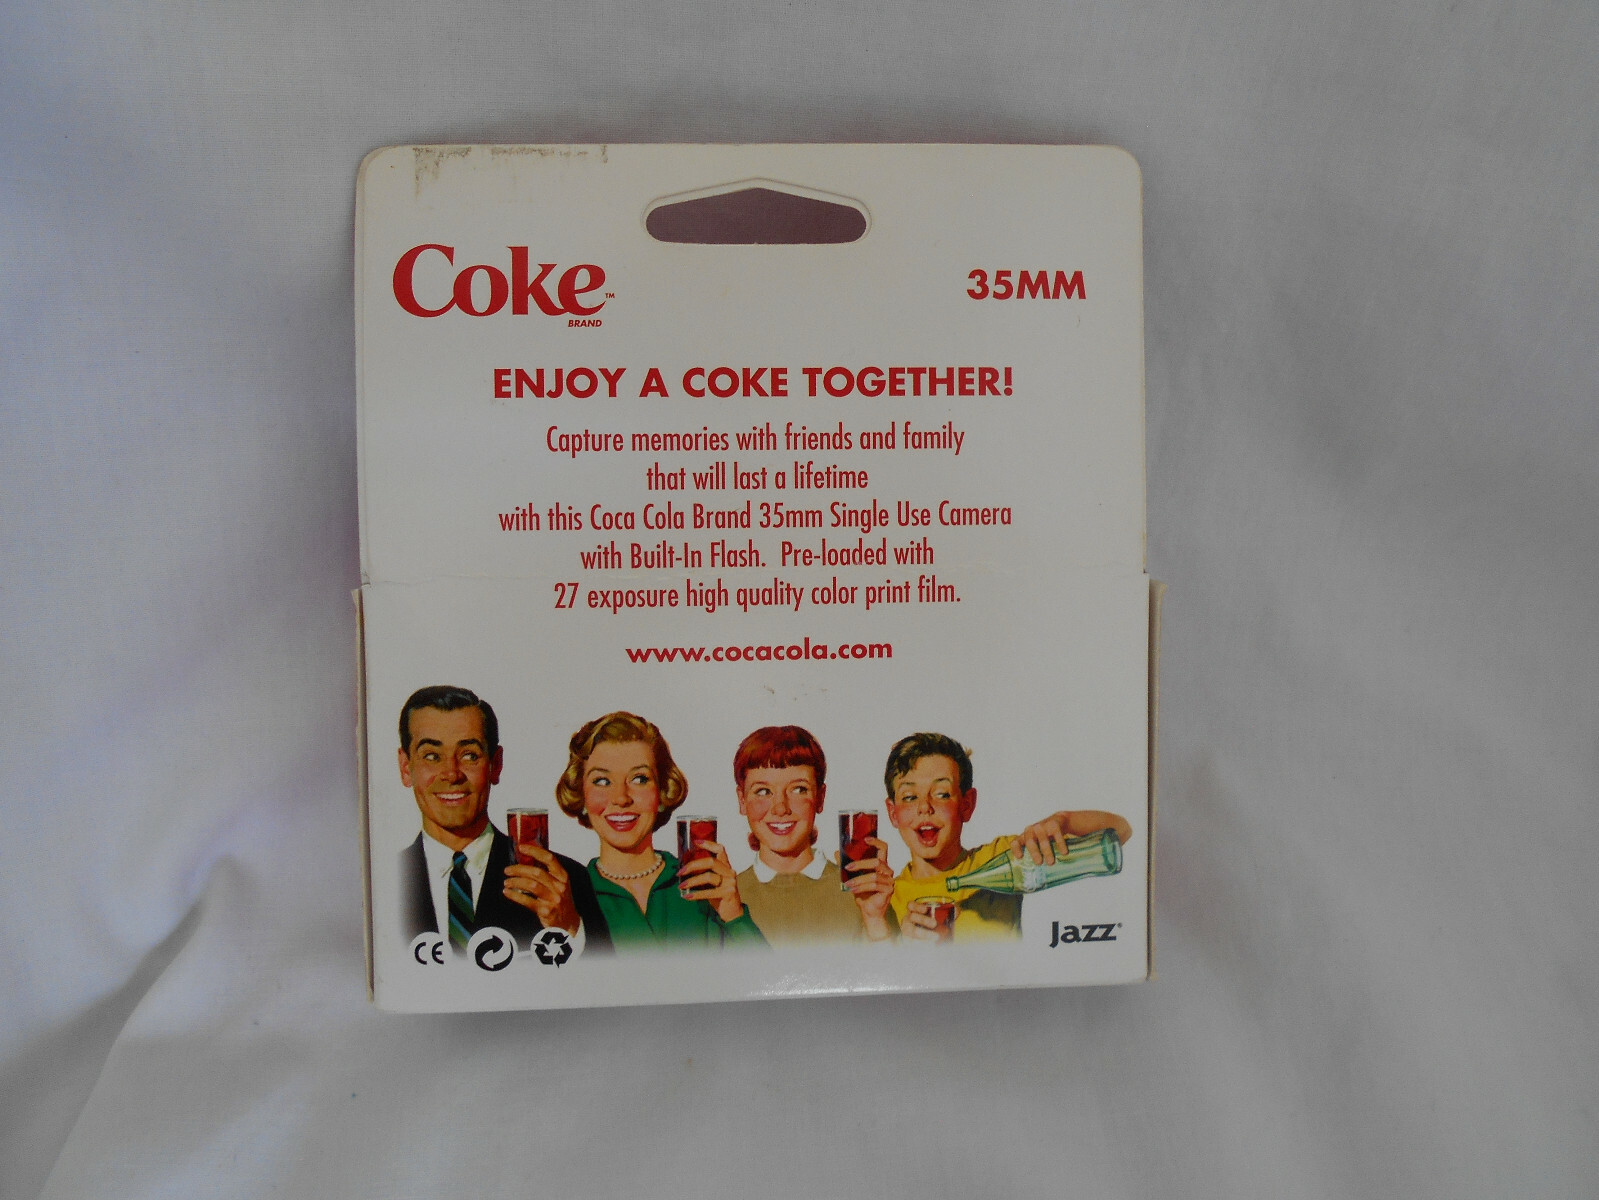 Coke™
BRAND
35MM
ENJOY A COKE TOGETHER!
Capture memories with friends and family
that will last a lifetime
with this Coca Cola Brand 35mm Single Use Camera
with Built-In Flash. Pre-loaded with
27 exposure high quality color print film.
www.cocacola.com
CE
Jazz®